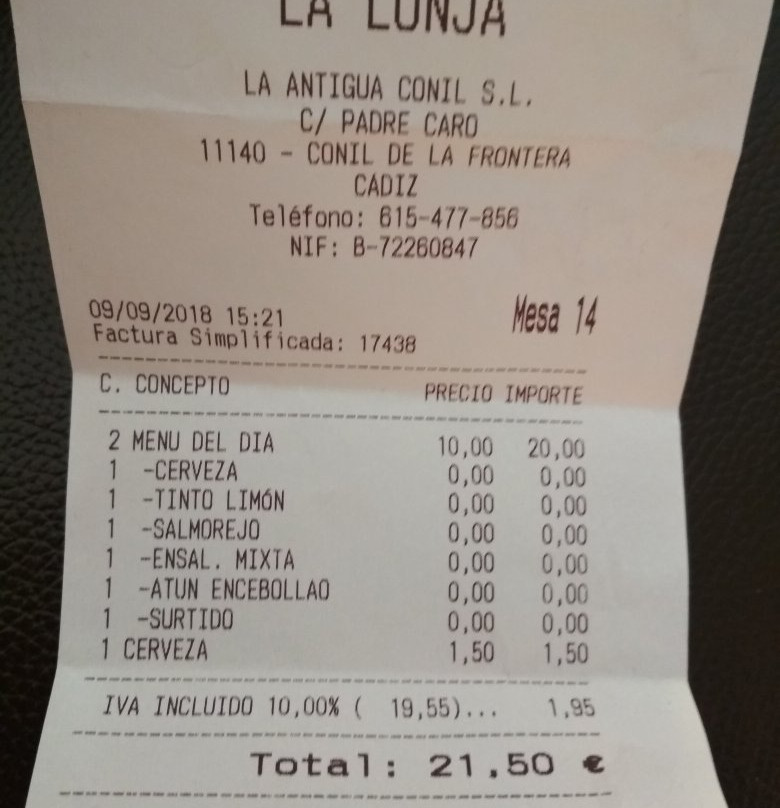 LA LONJA
LA ANTIGUA CONIL S.L.
C/ PADRE CARO
11140 - CONIL DE LA FRONTERA
CADIZ
Teléfono: 615-477-856
NIF: B-72260847
09/09/2018 15:21 Mesa 14
Factura Simplificada: 17438
C. CONCEPTO PRECIO IMPORTE
2 MENU DEL DIA 10,00 20,00
1 -CERVEZA 0,00 0,00
1 -TINTO LIMÓN 0,00 0,00
1 -SALMOREJO 0,00 0,00
1 -ENSAL. MIXTA 0,00 0,00
1 -ATUN ENCEBOLLAO 0,00 0,00
1 -SURTIDO 0,00 0,00
1 CERVEZA 1,50 1,50
IVA INCLUIDO 10,00% ( 19,55)... 1,95
Total: 21,50 €